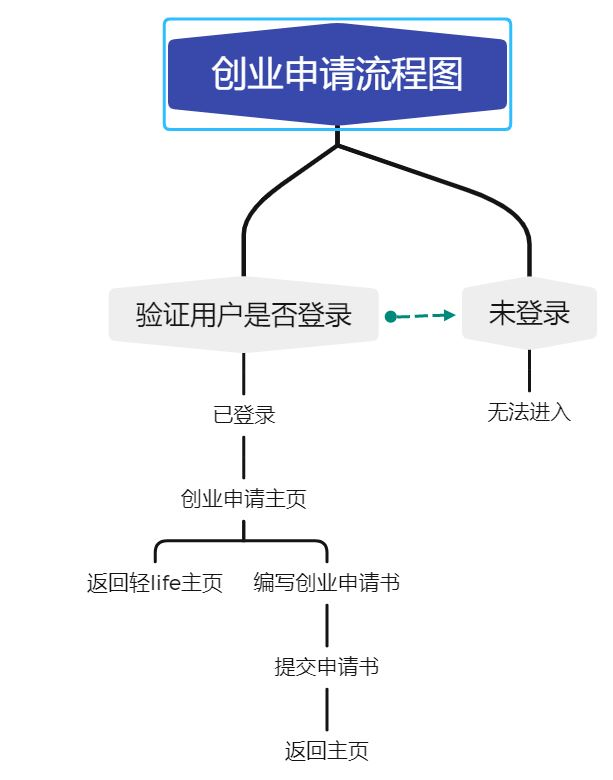 创业申请流程图
验证用户是否登录
未登录
已登录
无法进入
创业申请主页
返回轻life主页
编写创业申请书
提交申请书
返回主页